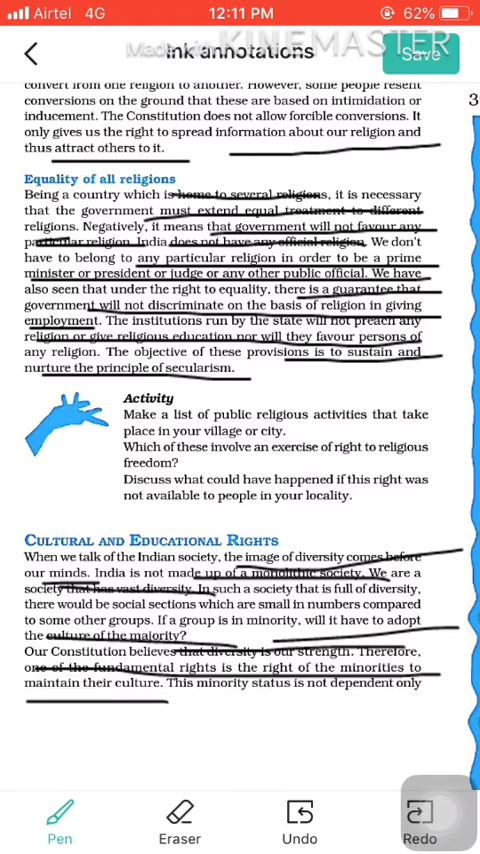 Airtel 4G 12:11 PM 62%
Made with KINEMASTER
Ink annotations Save
convert from one religion to another. However, some people resent
conversions on the ground that these are based on intimidation or
inducement. The Constitution does not allow forcible conversions. It
only gives us the right to spread information about our religion and
thus attract others to it.
3
Equality of all religions
Being a country which is home to several religions, it is necessary
that the government must extend equal treatment to different
religions. Negatively, it means that government will not favour any
particular religion. India does not have any official religion. We don't
have to belong to any particular religion in order to be a prime
minister or president or judge or any other public official. We have
also seen that under the right to equality, there is a guarantee that
government will not discriminate on the basis of religion in giving
employment. The institutions run by the state will not preach any
religion or give religious education nor will they favour persons of
any religion. The objective of these provisions is to sustain and
nurture the principle of secularism.
Activity
Make a list of public religious activities that take
place in your village or city.
Which of these involve an exercise of right to religious
freedom?
Discuss what could have happened if this right was
not available to people in your locality.
CULTURAL AND EDUCATIONAL RIGHTS
When we talk of the Indian society, the image of diversity comes before
our minds. India is not made up of a monolithic society. We are a
society that has vast diversity. In such a society that is full of diversity,
there would be social sections which are small in numbers compared
to some other groups. If a group is in minority, will it have to adopt
the culture of the majority?
Our Constitution believes that diversity is our strength. Therefore,
one of the fundamental rights is the right of the minorities to
maintain their culture. This minority status is not dependent only
Pen Eraser Undo Redo